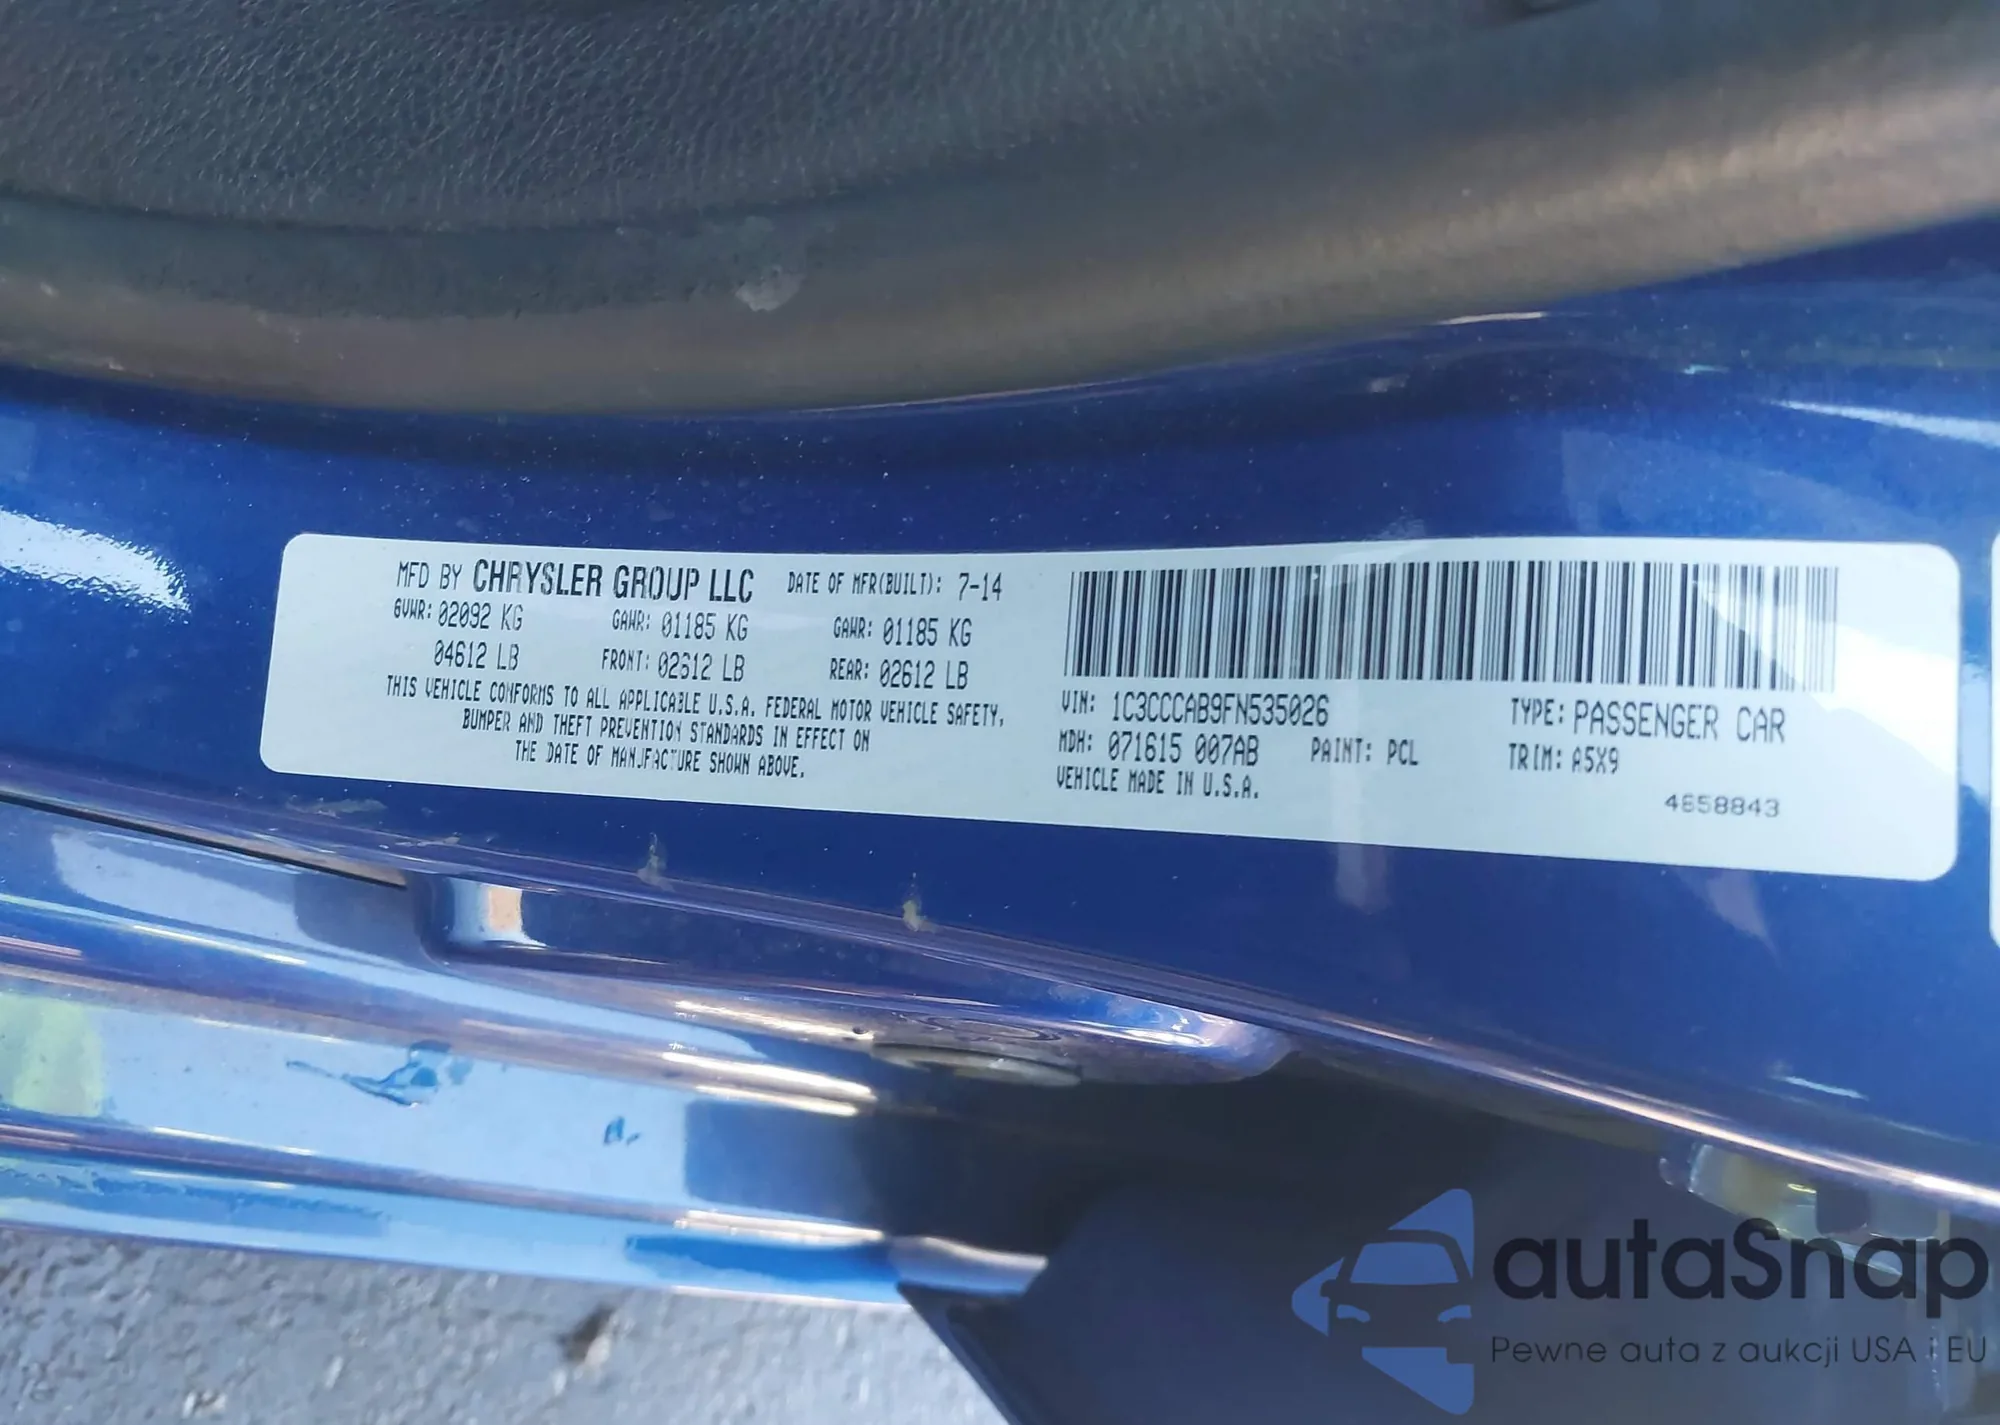 MFD BY CHRYSLER GROUP LLC DATE OF MFR(BUILT): 7-14
GVWR: 02092 KG GAWR: 01185 KG GAWR: 01185 KG
04612 LB FRONT: 02612 LB REAR: 02612 LB
THIS VEHICLE CONFORMS TO ALL APPLICABLE U.S.A. FEDERAL MOTOR VEHICLE SAFETY,
BUMPER AND THEFT PREVENTION STANDARDS IN EFFECT ON
THE DATE OF MANUFACTURE SHOWN ABOVE.
VIN: 1C3CCCAB9FN535026 TYPE: PASSENGER CAR
MDH: 071615 007AB PAINT: PCL TRIM: A5X9
VEHICLE MADE IN U.S.A.
4658843
autaSnap
Pewne auta z aukcji USA i EU